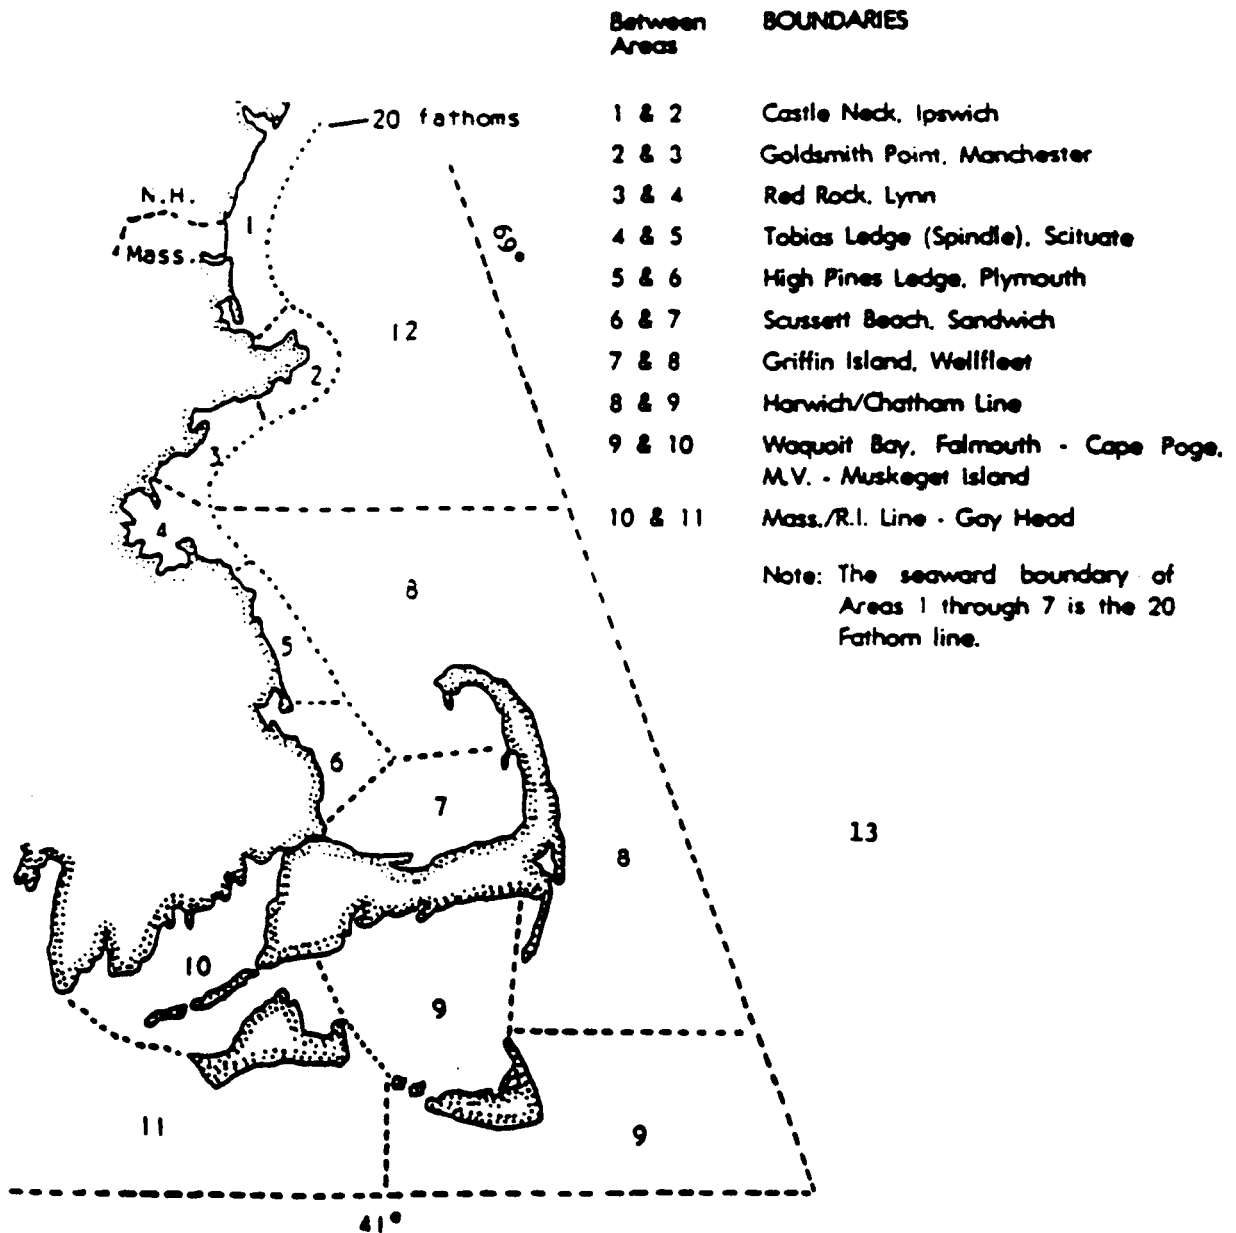 Between Areas BOUNDARIES
1 & 2 Castle Neck, Ipswich
2 & 3 Goldsmith Point, Manchester
3 & 4 Red Rock, Lynn
4 & 5 Tobias Ledge (Spindle), Scituate
5 & 6 High Pines Ledge, Plymouth
6 & 7 Scussett Beach, Sandwich
7 & 8 Griffin Island, Wellfleet
8 & 9 Harwich/Chatham Line
9 & 10 Waquoit Bay, Falmouth - Cape Poge,
M.V. - Muskeget Island
10 & 11 Mass./R.I. Line - Gay Head
Note: The seaward boundary of
Areas 1 through 7 is the 20
Fathom line.
20 fathoms
N.H.
1
Mass.
69°
12
2
3
4
8
5
6
7
13
8
10
9
11
9
41°